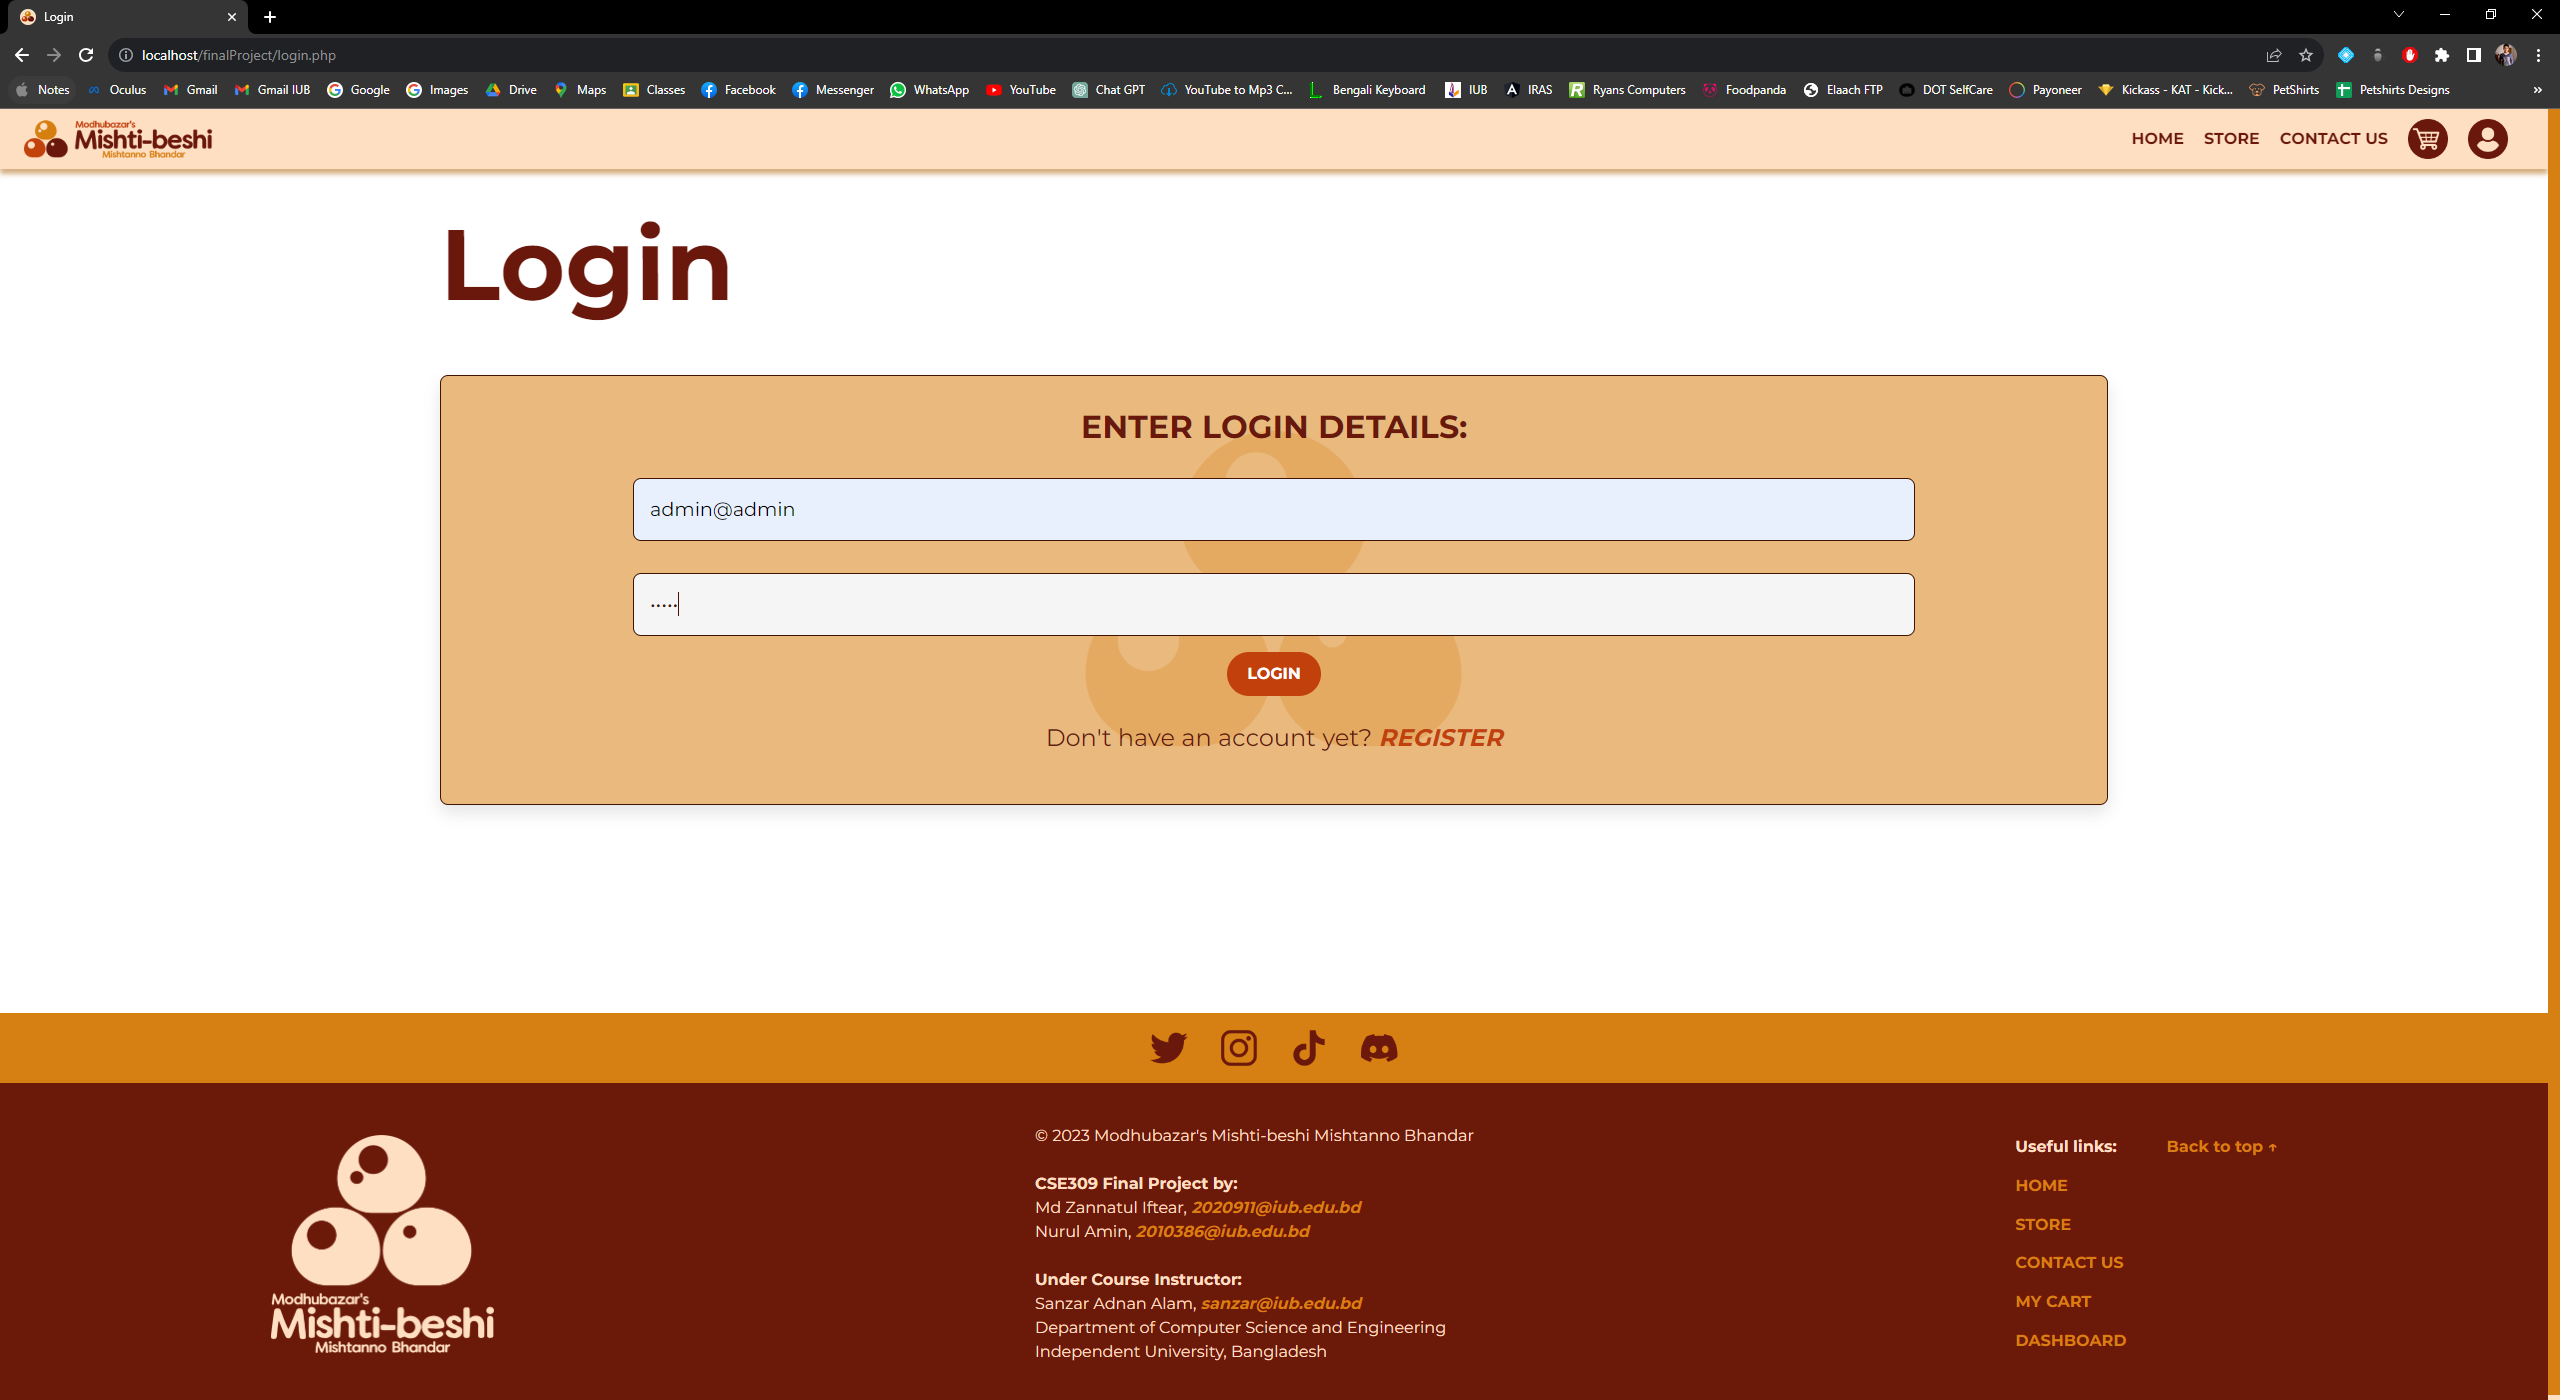 Login
localhost/finalProject/login.php
Notes Oculus Gmail Gmail IUB Google Images Drive Maps Classes Facebook Messenger WhatsApp YouTube Chat GPT YouTube to Mp3 C... Bengali Keyboard IUB IRAS Ryans Computers Foodpanda Elaach FTP DOT SelfCare Payoneer Kickass - KAT - Kick... PetShirts Petshirts Designs »
Modhubazar's
Mishti-beshi
Mishtanno Bhandar
HOME STORE CONTACT US
Login
ENTER LOGIN DETAILS:
admin@admin
•••••
LOGIN
Don't have an account yet? REGISTER
Modhubazar's
Mishti-beshi
Mishtanno Bhandar
© 2023 Modhubazar's Mishti-beshi Mishtanno Bhandar
CSE309 Final Project by:
Md Zannatul Iftear, 2020911@iub.edu.bd
Nurul Amin, 2010386@iub.edu.bd
Under Course Instructor:
Sanzar Adnan Alam, sanzar@iub.edu.bd
Department of Computer Science and Engineering
Independent University, Bangladesh
Useful links: Back to top ↑
HOME
STORE
CONTACT US
MY CART
DASHBOARD